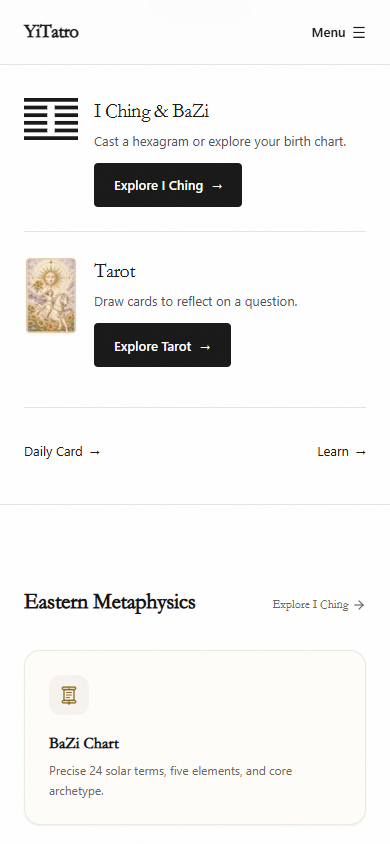 YiTatro
Menu
I Ching & BaZi
Cast a hexagram or explore your birth chart.
Explore I Ching →
Tarot
Draw cards to reflect on a question.
Explore Tarot →
Daily Card →
Learn →
Eastern Metaphysics
Explore I Ching →
BaZi Chart
Precise 24 solar terms, five elements, and core
archetype.